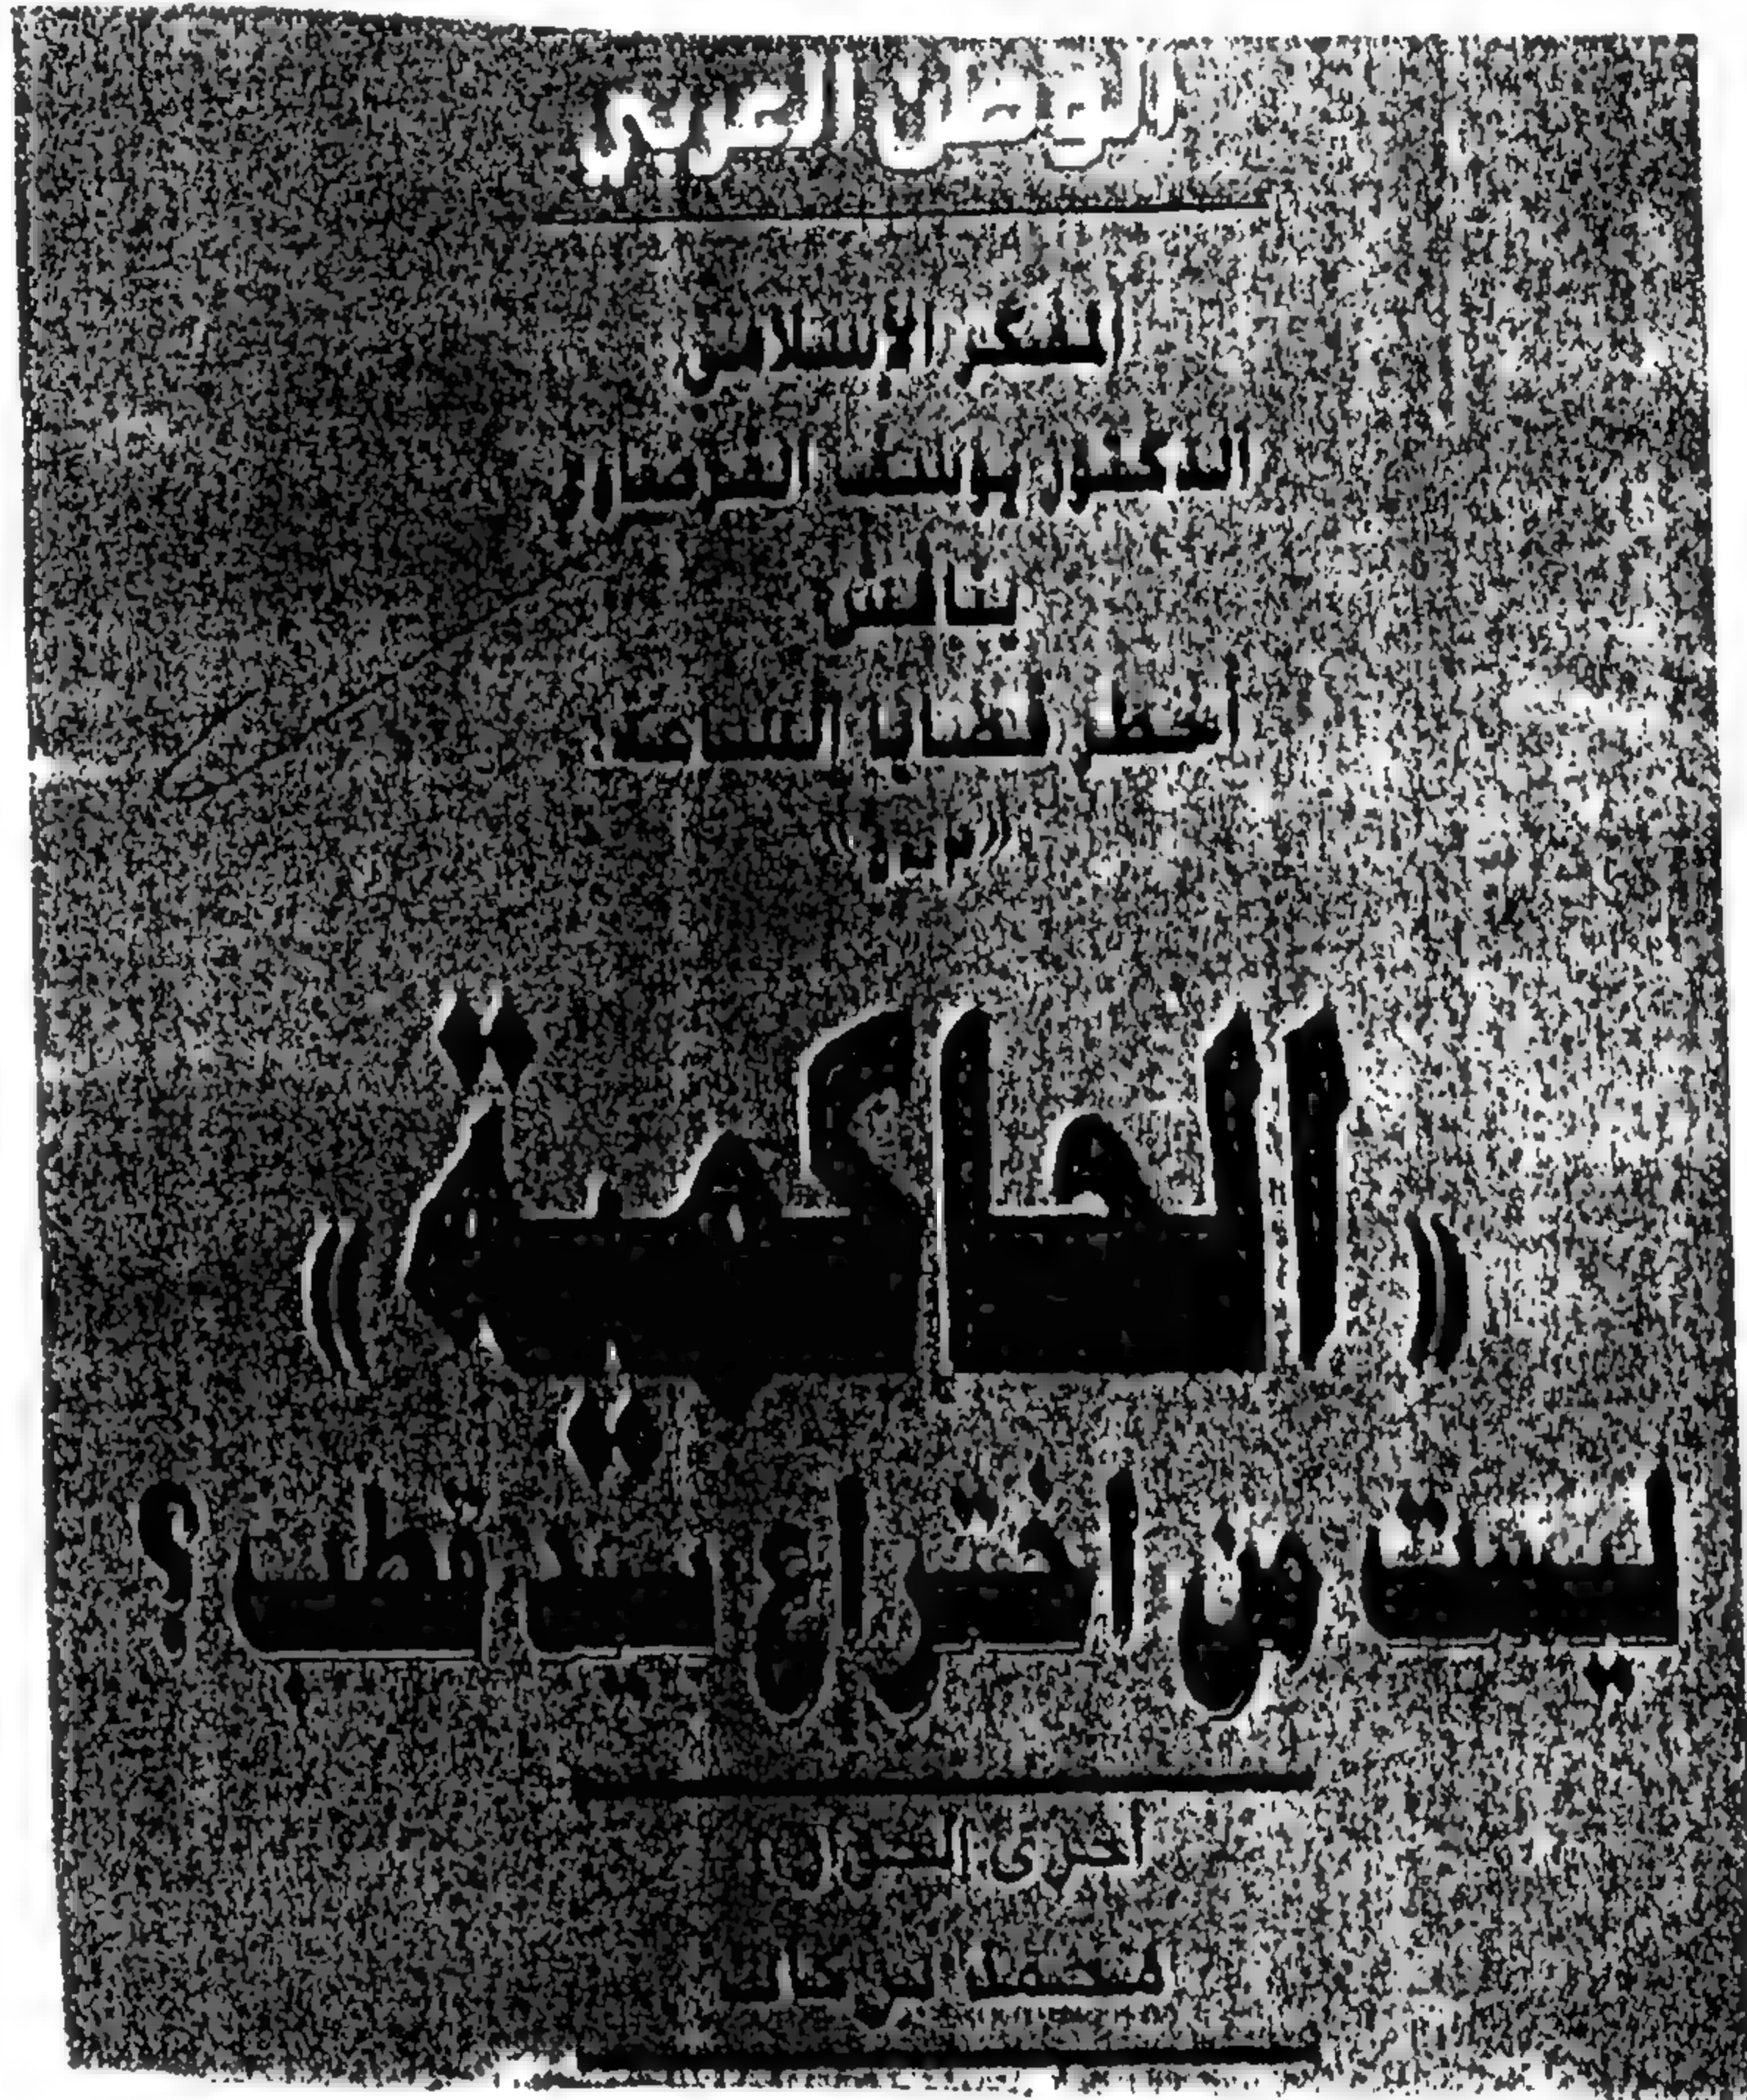 الوطن العربي
المفكر الإسلامي
الدكتور يوسف القرضاوي
يناقش
أخطر قضايا الساعة
«الحاكمية»
ليست من اختراع سيد قطب ؟
أجرى الحوار
محمد بركات